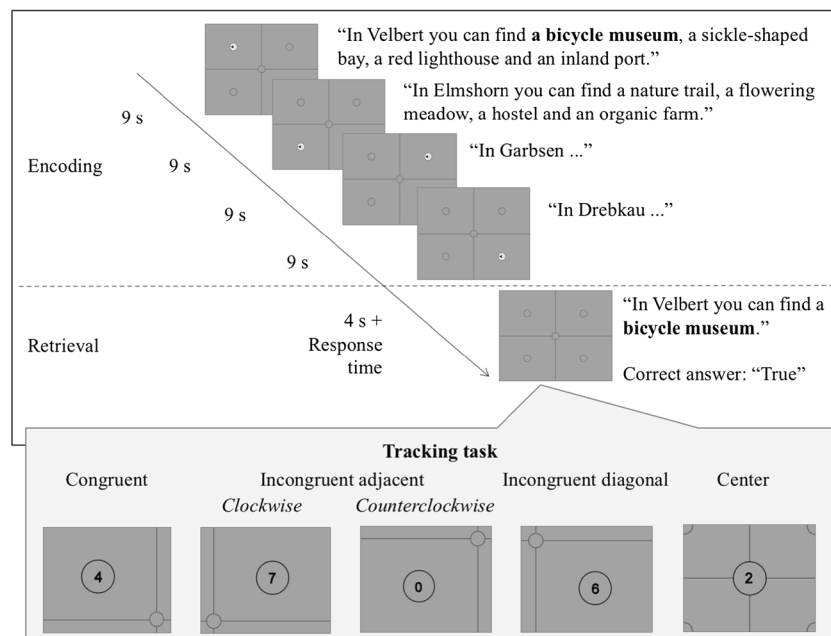 “In Velbert you can find a bicycle museum, a sickle-shaped
bay, a red lighthouse and an inland port.”
“In Elmshorn you can find a nature trail, a flowering
meadow, a hostel and an organic farm.”
9 s
“In Garbsen ...”
Encoding
9 s
“In Drebkau ...”
9 s
9 s
“In Velbert you can find a
bicycle museum.”
4 s +
Response
time
Retrieval
Correct answer: “True”
Tracking task
Congruent
Incongruent adjacent
Incongruent diagonal
Center
Clockwise
Counterclockwise
4
7
0
6
2